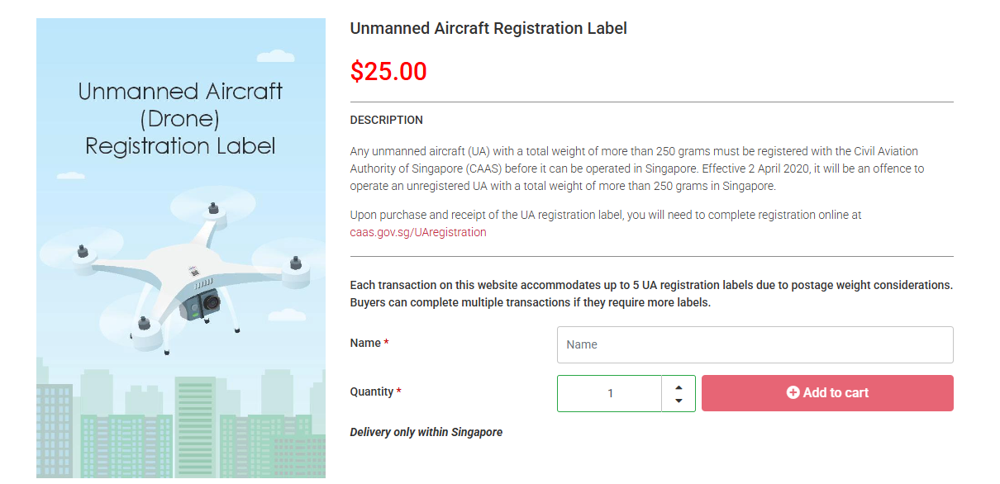 Unmanned Aircraft
(Drone)
Registration Label
Unmanned Aircraft Registration Label
$25.00
DESCRIPTION
Any unmanned aircraft (UA) with a total weight of more than 250 grams must be registered with the Civil Aviation
Authority of Singapore (CAAS) before it can be operated in Singapore. Effective 2 April 2020, it will be an offence to
operate an unregistered UA with a total weight of more than 250 grams in Singapore.
Upon purchase and receipt of the UA registration label, you will need to complete registration online at
caas.gov.sg/UAregistration
Each transaction on this website accommodates up to 5 UA registration labels due to postage weight considerations.
Buyers can complete multiple transactions if they require more labels.
Name *
Name
Quantity *
1
Add to cart
Delivery only within Singapore